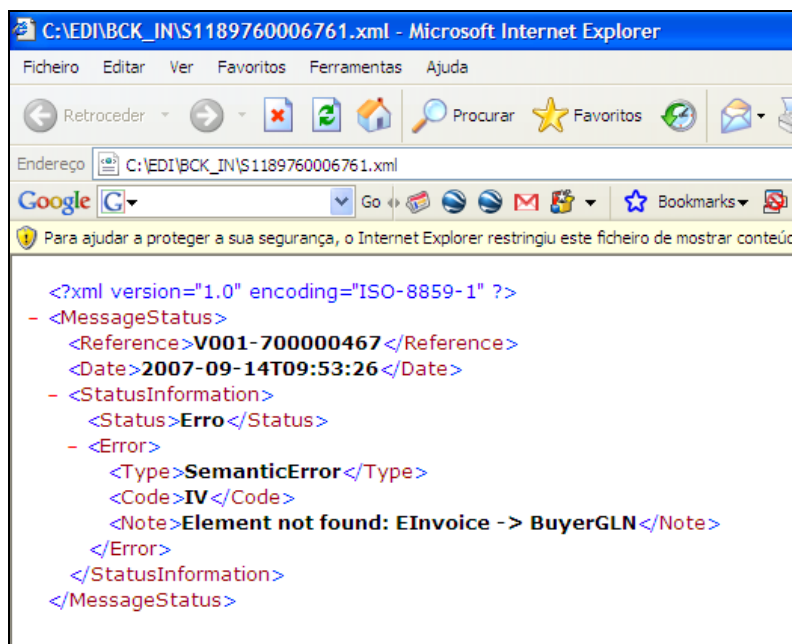 C:\EDI\BCK_IN\S1189760006761.xml - Microsoft Internet Explorer
Ficheiro Editar Ver Favoritos Ferramentas Ajuda
Retroceder Procurar Favoritos
Endereço C:\EDI\BCK_IN\S1189760006761.xml
Google G Go Bookmarks
Para ajudar a proteger a sua segurança, o Internet Explorer restringiu este ficheiro de mostrar
<?xml version="1.0" encoding="ISO-8859-1" ?>
- <MessageStatus>
<Reference>V001-700000467</Reference>
<Date>2007-09-14T09:53:26</Date>
- <StatusInformation>
<Status>Erro</Status>
- <Error>
<Type>SemanticError</Type>
<Code>IV</Code>
<Note>Element not found: EInvoice -> BuyerGLN</Note>
</Error>
</StatusInformation>
</MessageStatus>